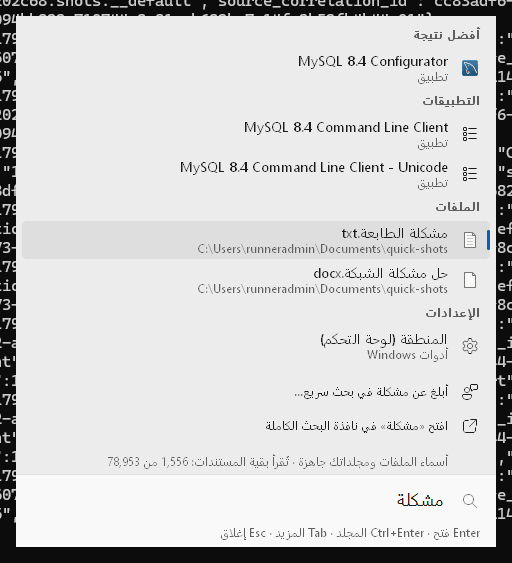 أفضل نتيجة
MySQL 8.4 Configurator
تطبيق
التطبيقات
MySQL 8.4 Command Line Client
تطبيق
MySQL 8.4 Command Line Client - Unicode
تطبيق
الملفات
مشكلة الطابعة.txt
C:\Users\runneradmin\Documents\quick-shots
حل مشكلة الشبكة.docx
C:\Users\runneradmin\Documents\quick-shots
الإعدادات
المنطقة (لوحة التحكم)
أدوات Windows
أبلغ عن مشكلة في بحث سريع...
افتح «مشكلة» في نافذة البحث الكاملة
أسماء الملفات ومجلداتك جاهزة · تُقرأ بقية المستندات: 1,556 من 78,953
مشكلة
Enter فتح · Ctrl+Enter المجلد · Tab المزيد · Esc إغلاق